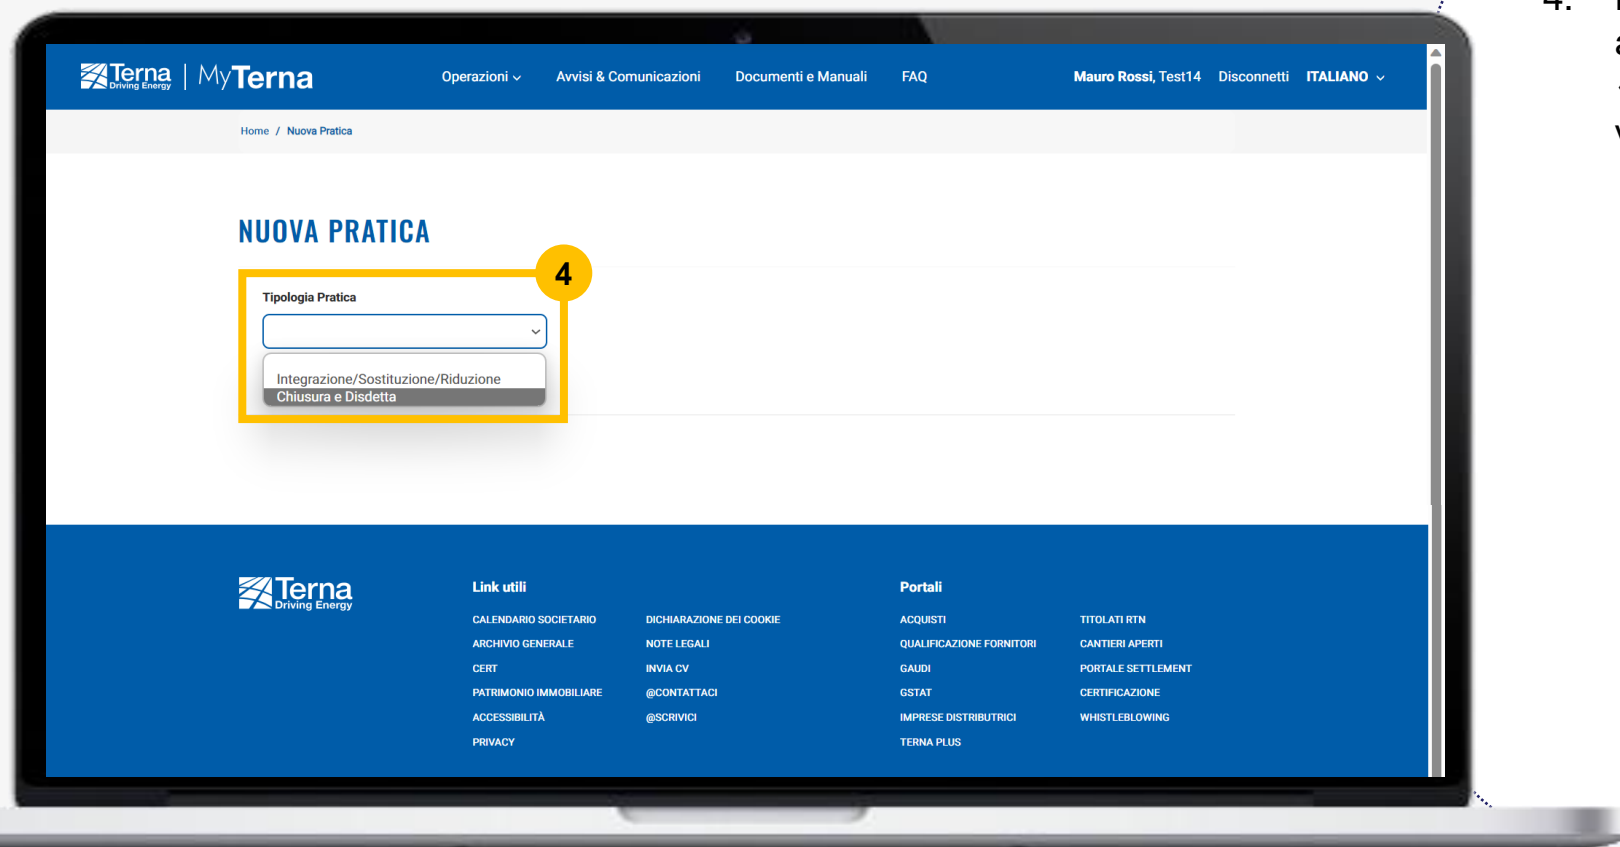 4.
Terna
Driving Energy
MyTerna
Operazioni
Avvisi & Comunicazioni
Documenti e Manuali
FAQ
Mauro Rossi, Test14
Disconnetti
ITALIANO
Home / Nuova Pratica
NUOVA PRATICA
4
Tipologia Pratica
Integrazione/Sostituzione/Riduzione
Chiusura e Disdetta
Terna
Driving Energy
Link utili
CALENDARIO SOCIETARIO
ARCHIVIO GENERALE
CERT
PATRIMONIO IMMOBILIARE
ACCESSIBILITÀ
PRIVACY
DICHIARAZIONE DEI COOKIE
NOTE LEGALI
INVIA CV
@CONTATTACI
@SCRIVICI
Portali
ACQUISTI
QUALIFICAZIONE FORNITORI
GAUDI
GSTAT
IMPRESE DISTRIBUTRICI
TERNA PLUS
TITOLATI RTN
CANTIERI APERTI
PORTALE SETTLEMENT
CERTIFICAZIONE
WHISTLEBLOWING